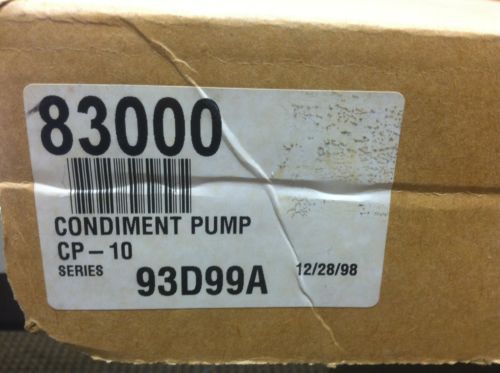 83000
CONDIMENT PUMP
CP-10
SERIES 93D99A 12/28/98